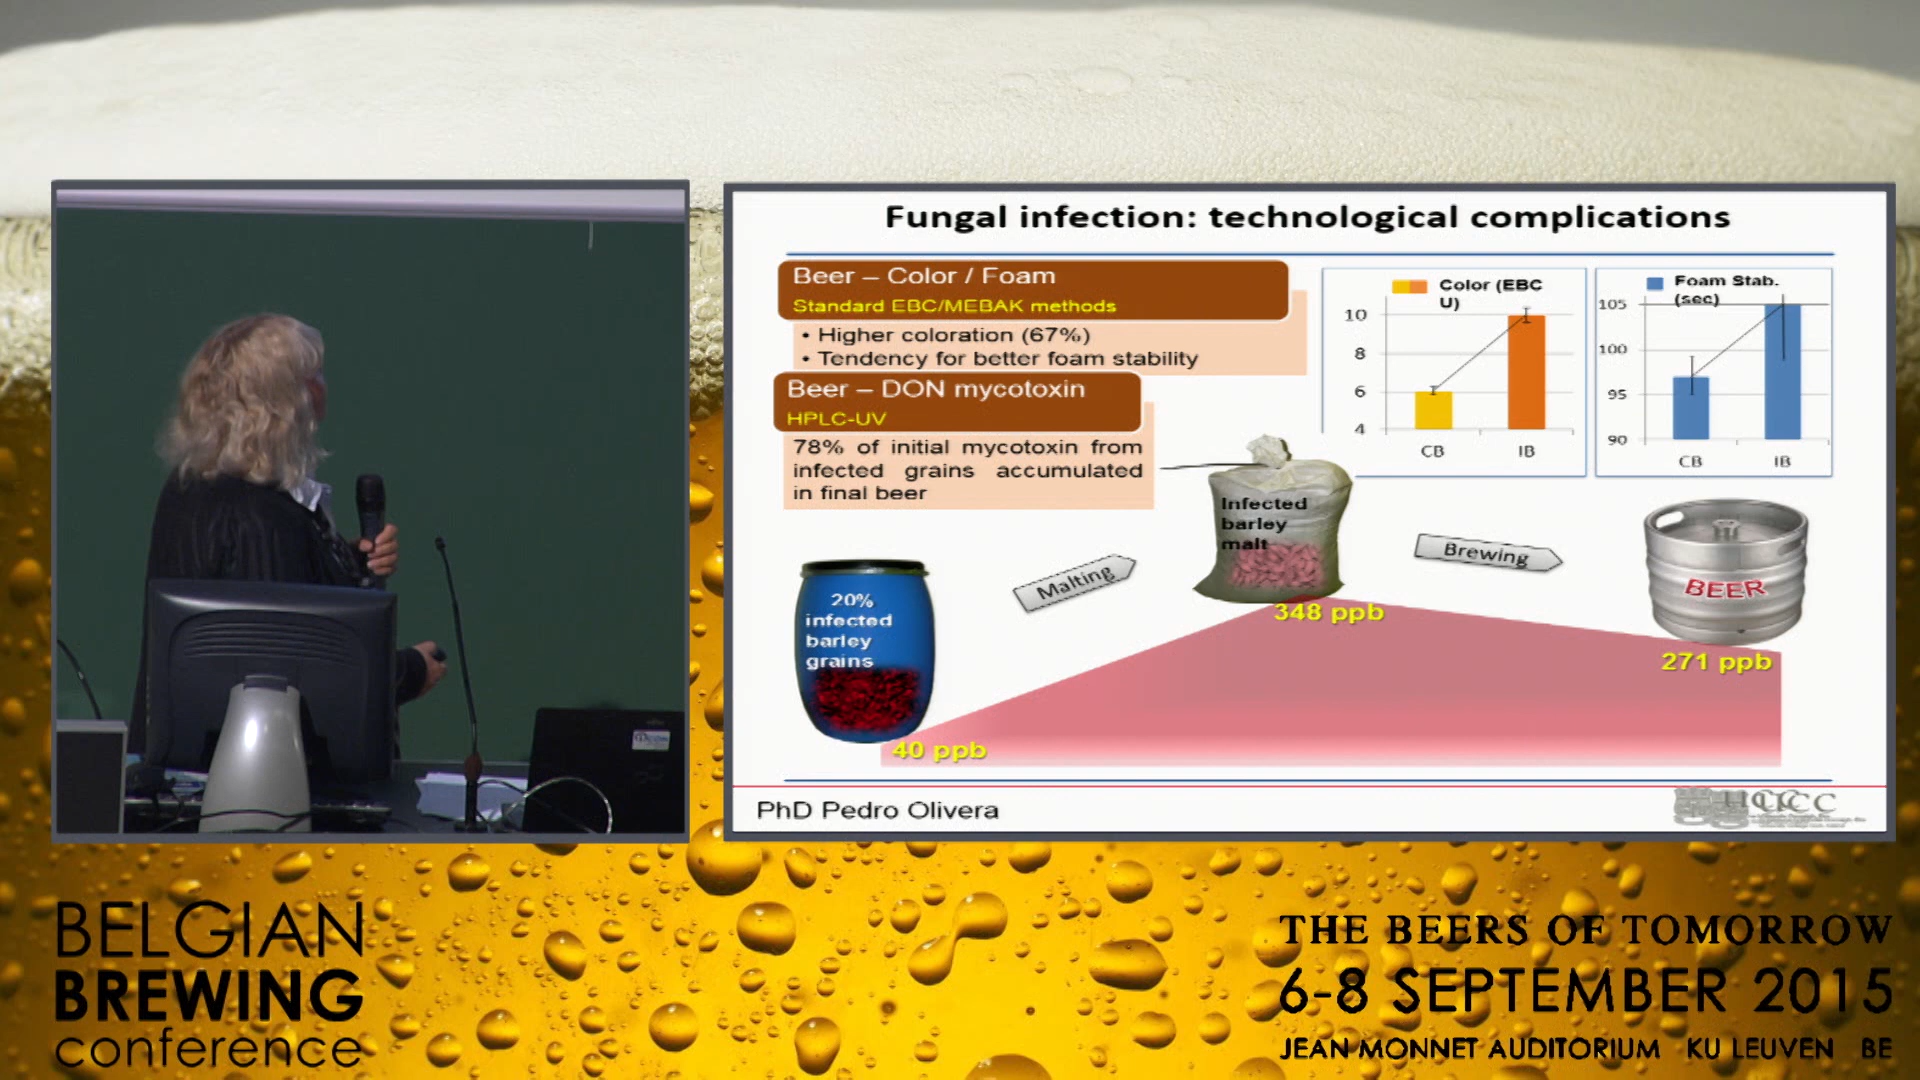 Fungal infection: technological complications
Beer – Color / Foam
Standard EBC/MEBAK methods
• Higher coloration (67%)
• Tendency for better foam stability
Beer – DON mycotoxin
HPLC-UV
78% of initial mycotoxin from
infected grains accumulated
in final beer
Color (EBC
U)
10
8
6
4
CB
IB
Foam Stab.
(sec)
105
100
95
90
CB
IB
20%
infected
barley
grains
Malting
Infected
barley
malt
Brewing
BEER
40 ppb
348 ppb
271 ppb
PhD Pedro Olivera
BELGIAN
BREWING
conference
THE BEERS OF TOMORROW
6-8 SEPTEMBER 2015
JEAN MONNET AUDITORIUM KU LEUVEN BE